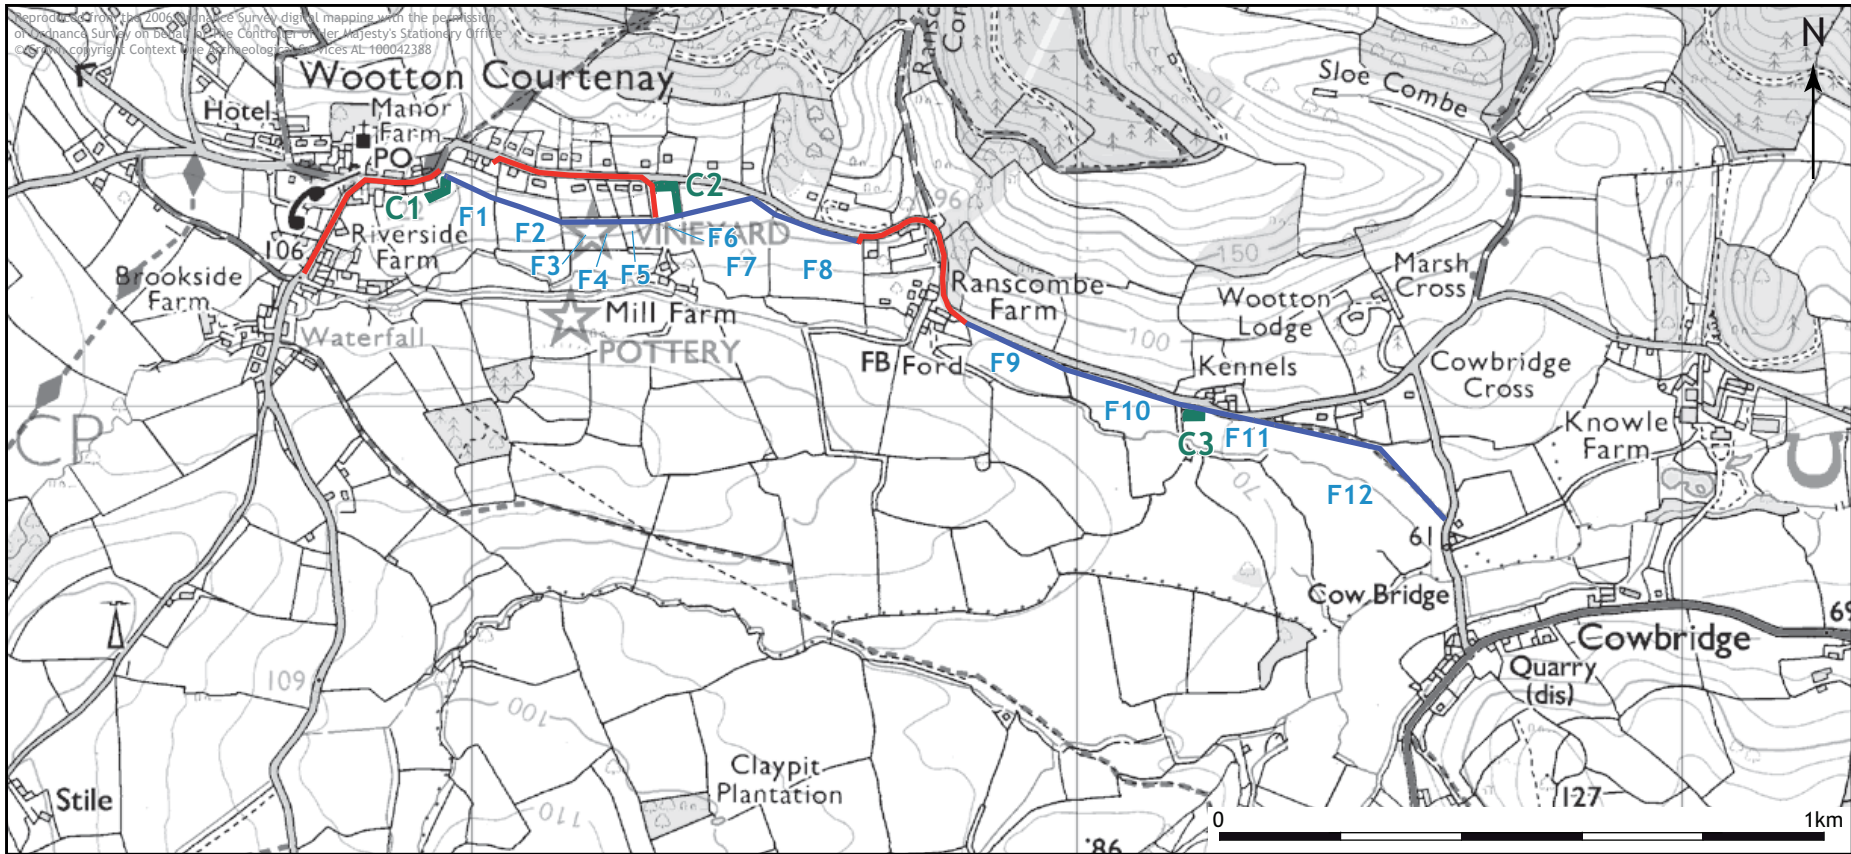 Reproduced from the 2006 Ordnance Survey digital mapping with the permission
of Ordnance Survey on behalf of The Controller of Her Majesty's Stationery Office
© Crown copyright Context One Archaeological Services AL 100042388
N
Wootton Courtenay
Hotel
Manor
Farm
PO
C1
F1
F2
F3
F4
F5
F6
F7
F8
C2
VINEYARD
96
Sloe Combe
170
150
Marsh
Cross
106
Riverside
Farm
Brookside
Farm
Waterfall
Mill Farm
POTTERY
Ranscombe
Farm
Wootton
Lodge
100
FB
Ford
F9
Kennels
Cowbridge
Cross
F10
C3
F11
Knowle
Farm
CP
70
F12
61
Cow Bridge
Cowbridge
69
Quarry
(dis)
109
100
110
Claypit
Plantation
Stile
127
86
0
1km